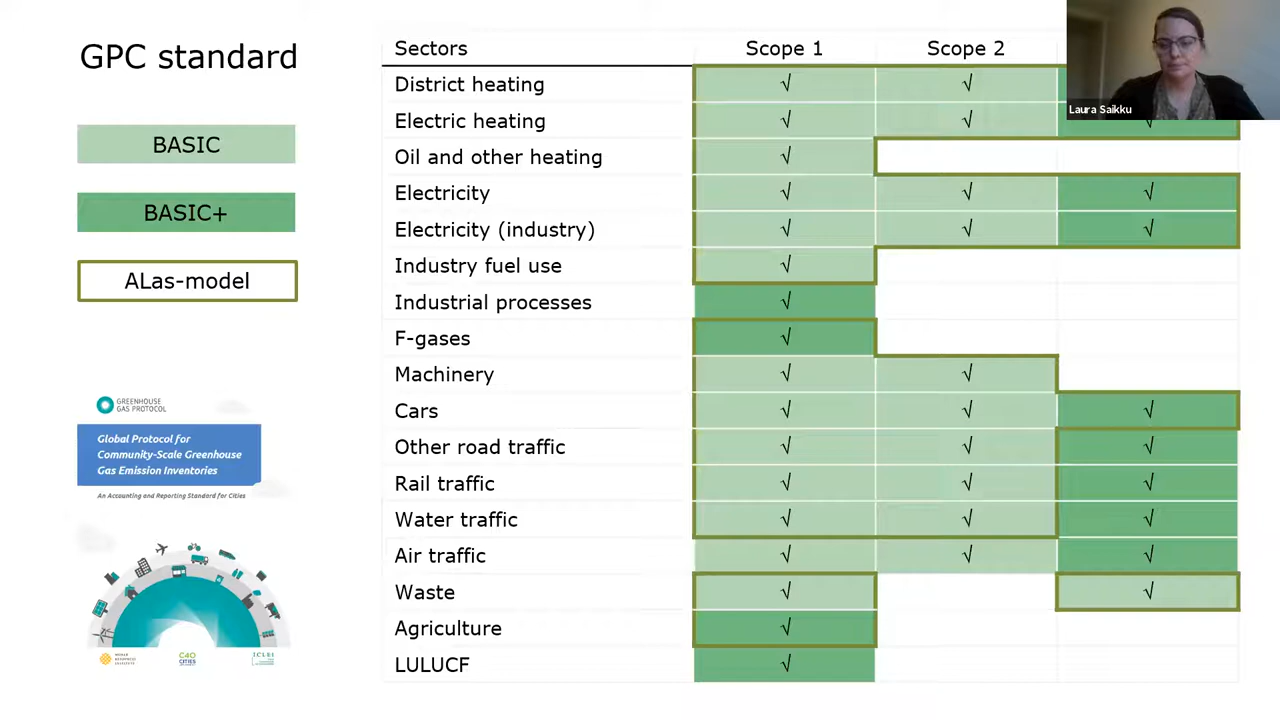 GPC standard
BASIC
BASIC+
ALas-model
GREENHOUSE
GAS PROTOCOL
Global Protocol for
Community-Scale Greenhouse
Gas Emission Inventories
An Accounting and Reporting Standard for Cities
C40
CITIES
ICLEI
Sectors Scope 1 Scope 2
District heating √ √
Electric heating √ √ √
Oil and other heating √
Electricity √ √ √
Electricity (industry) √ √ √
Industry fuel use √
Industrial processes √
F-gases √
Machinery √ √
Cars √ √ √
Other road traffic √ √ √
Rail traffic √ √ √
Water traffic √ √ √
Air traffic √ √ √
Waste √ √
Agriculture √
LULUCF √
Laura Saikku